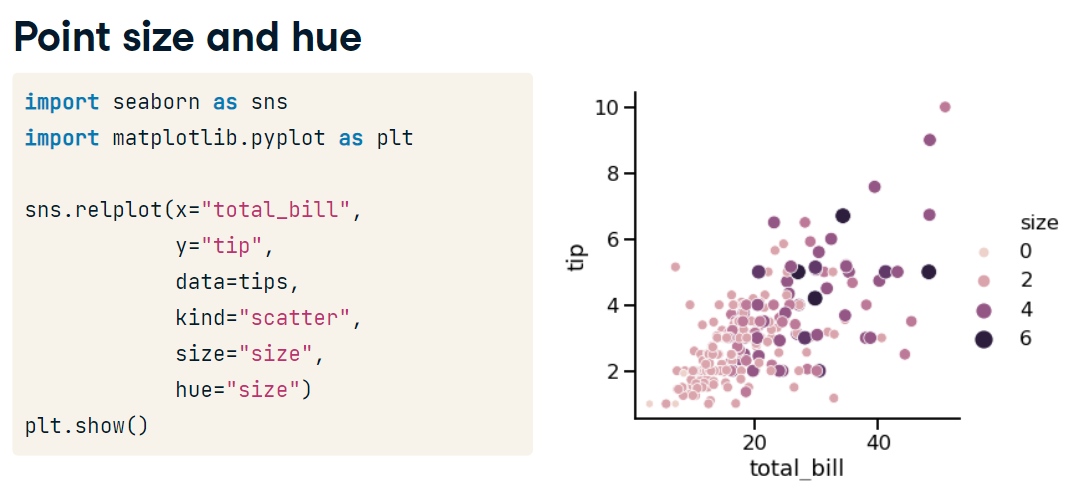 Point size and hue
import seaborn as sns
import matplotlib.pyplot as plt
sns.relplot(x="total_bill",
y="tip",
data=tips,
kind="scatter",
size="size",
hue="size")
plt.show()
10
8
6
4
2
tip
20 40
total_bill
size
0
2
4
6